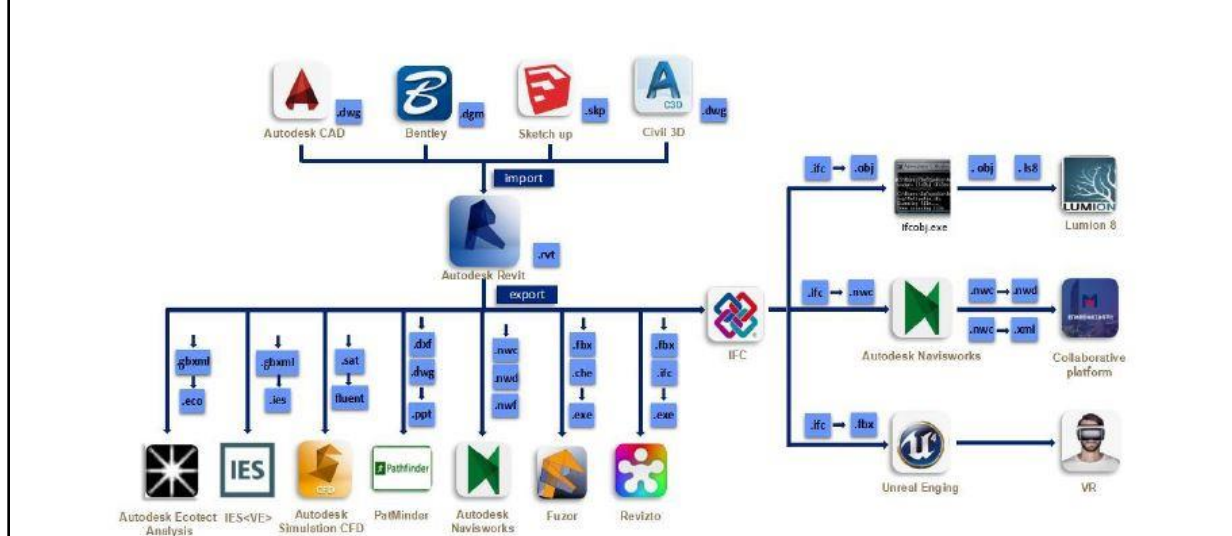 .dwg
Autodesk CAD
.dgm
Bentley
.skp
Sketch up
C3D
.dwg
Civil 3D
import
.rvt
Autodesk Revit
export
.gbxml
.eco
.gbxml
.ies
.sat
fluent
.dxf
.dwg
.ppt
.nwc
.nwd
.nwf
.fbx
.che
.exe
.fbx
.ifc
.exe
CFD
IES
Pathfinder
Autodesk Ecotect
Analysis
IES<VE>
Autodesk
Simulation CFD
PatMinder
Autodesk
Navisworks
Fuzor
Revizto
IFC
.ifc
.obj
Ifcobj.exe
. obj
. ls8
LUMION
Lumion 8
.ifc
.nwc
Autodesk Navisworks
.nwc
.nwd
.nwc
.xml
Collaborative
platform
.ifc
.fbx
Unreal Enging
VR